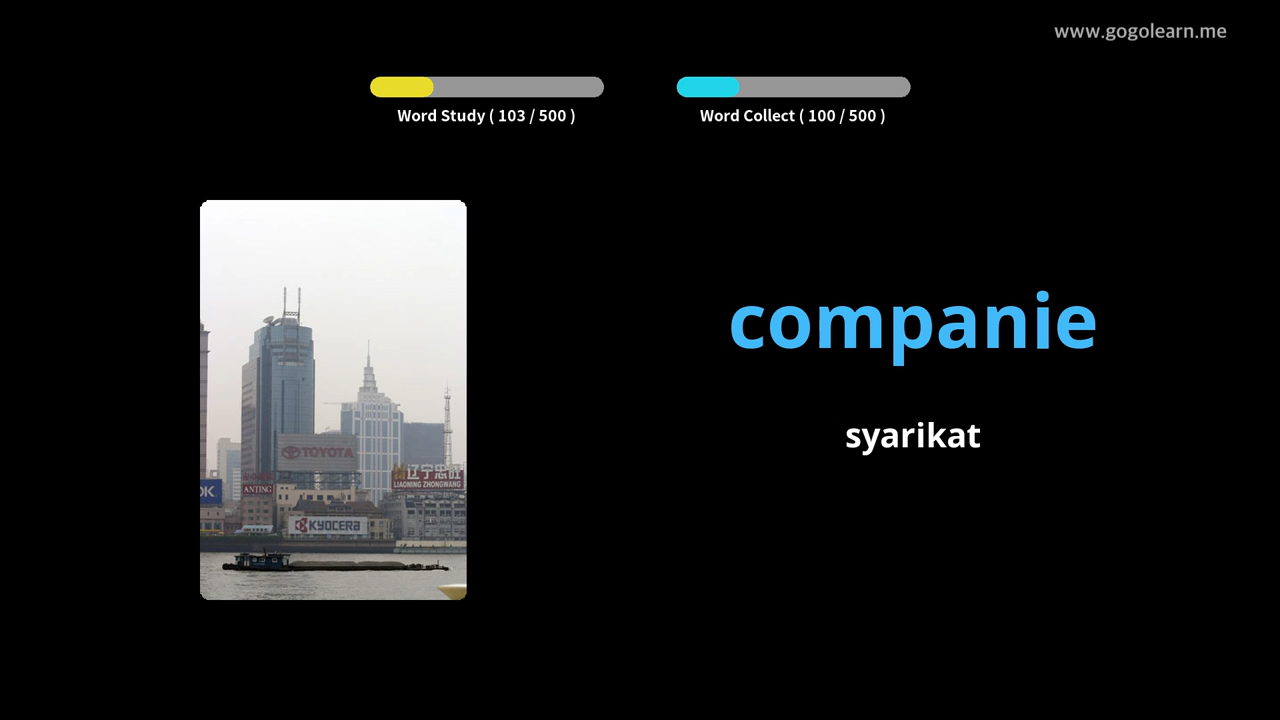 www.gogolearn.me
Word Study ( 103 / 500 )
Word Collect ( 100 / 500 )
companie
syarikat
TOYOTA
辽宁忠旺
LIAONING ZHONGWANG
OK
ANTING
KYOCERA